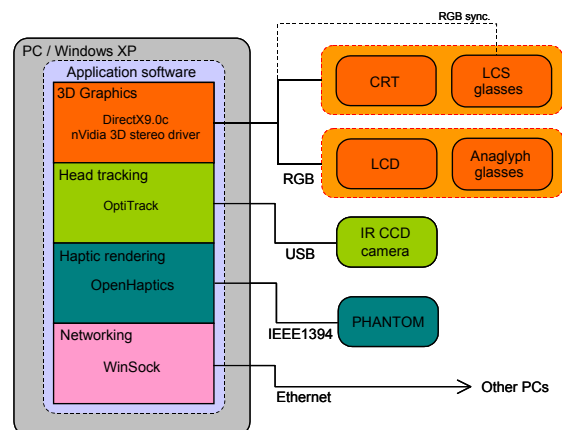 RGB sync.
PC / Windows XP
Application software
3D Graphics
DirectX9.0c
nVidia 3D stereo driver
CRT
LCS
glasses
LCD
Anaglyph
glasses
RGB
Head tracking
OptiTrack
IR CCD
camera
USB
Haptic rendering
OpenHaptics
PHANTOM
IEEE1394
Networking
WinSock
Ethernet
Other PCs